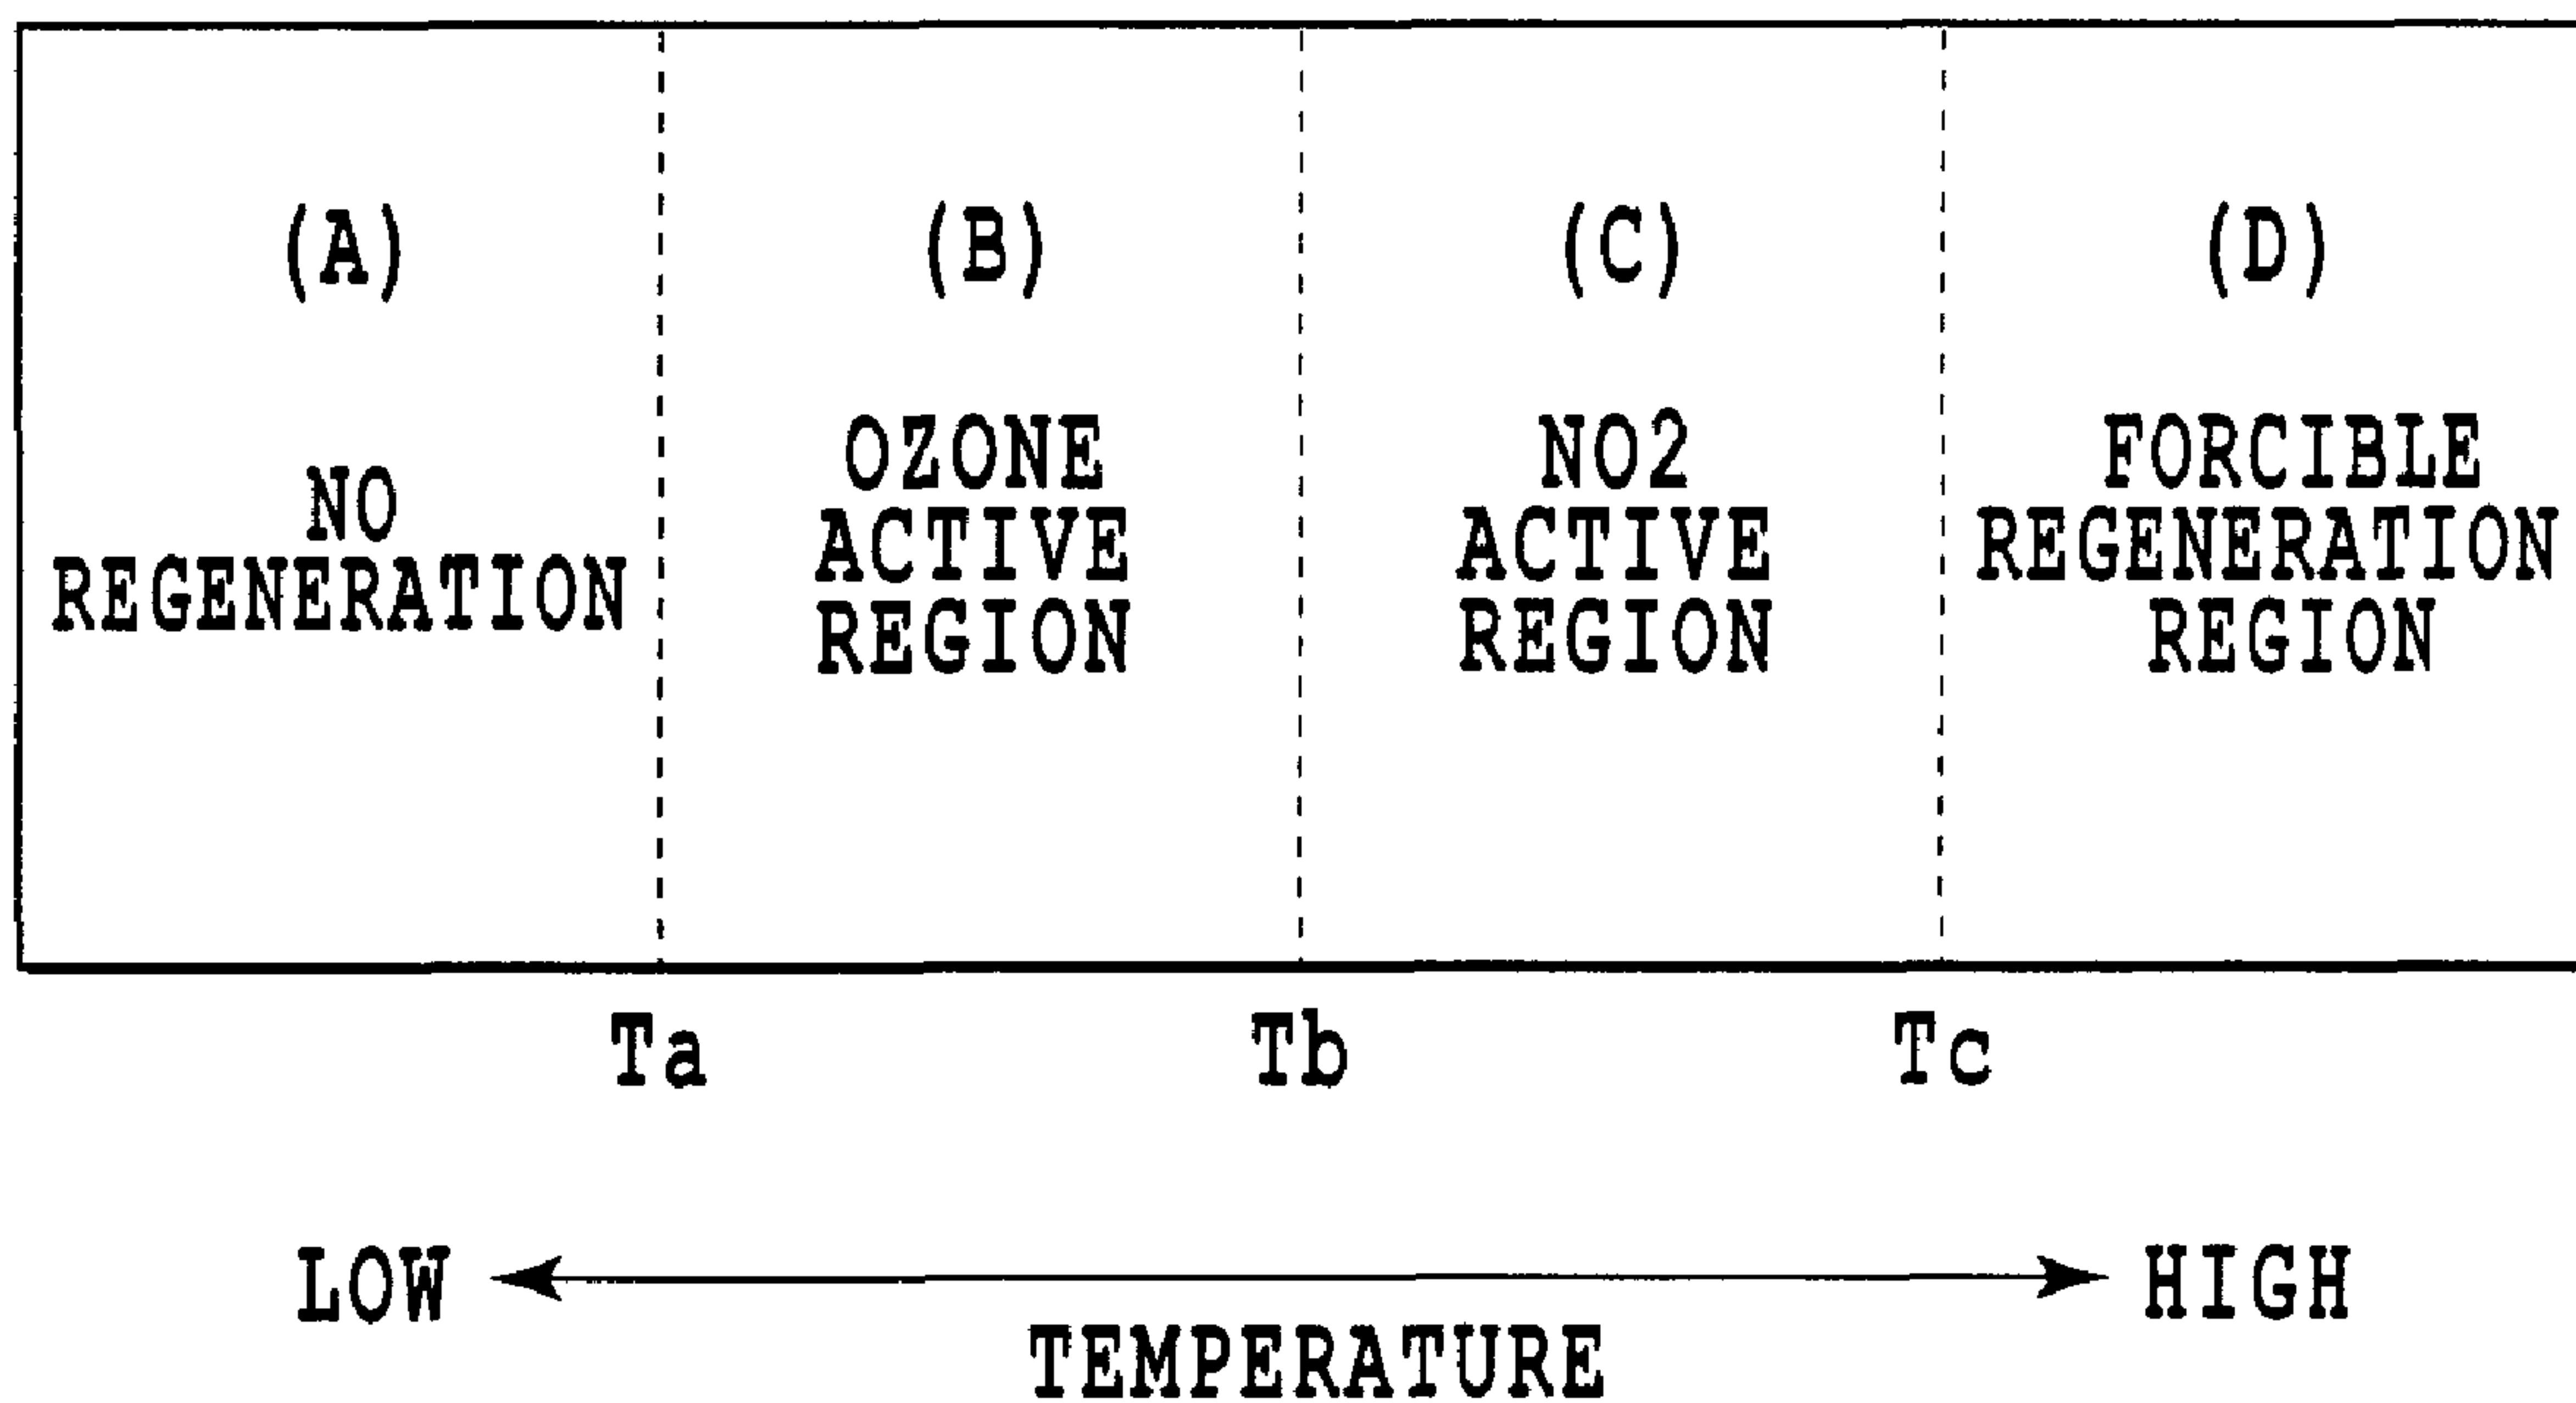 (A)
NO
REGENERATION
(B)
OZONE
ACTIVE
REGION
(C)
NO2
ACTIVE
REGION
(D)
FORCIBLE
REGENERATION
REGION
Ta
Tb
Tc
LOW
HIGH
TEMPERATURE